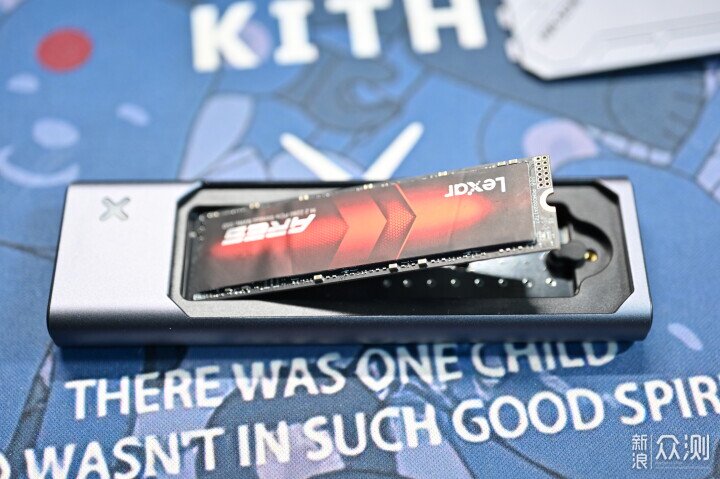 KITH
Lexar
ARES
THERE WAS ONE CHILD
WASN'T IN SUCH GOOD SPIR
新浪 众测